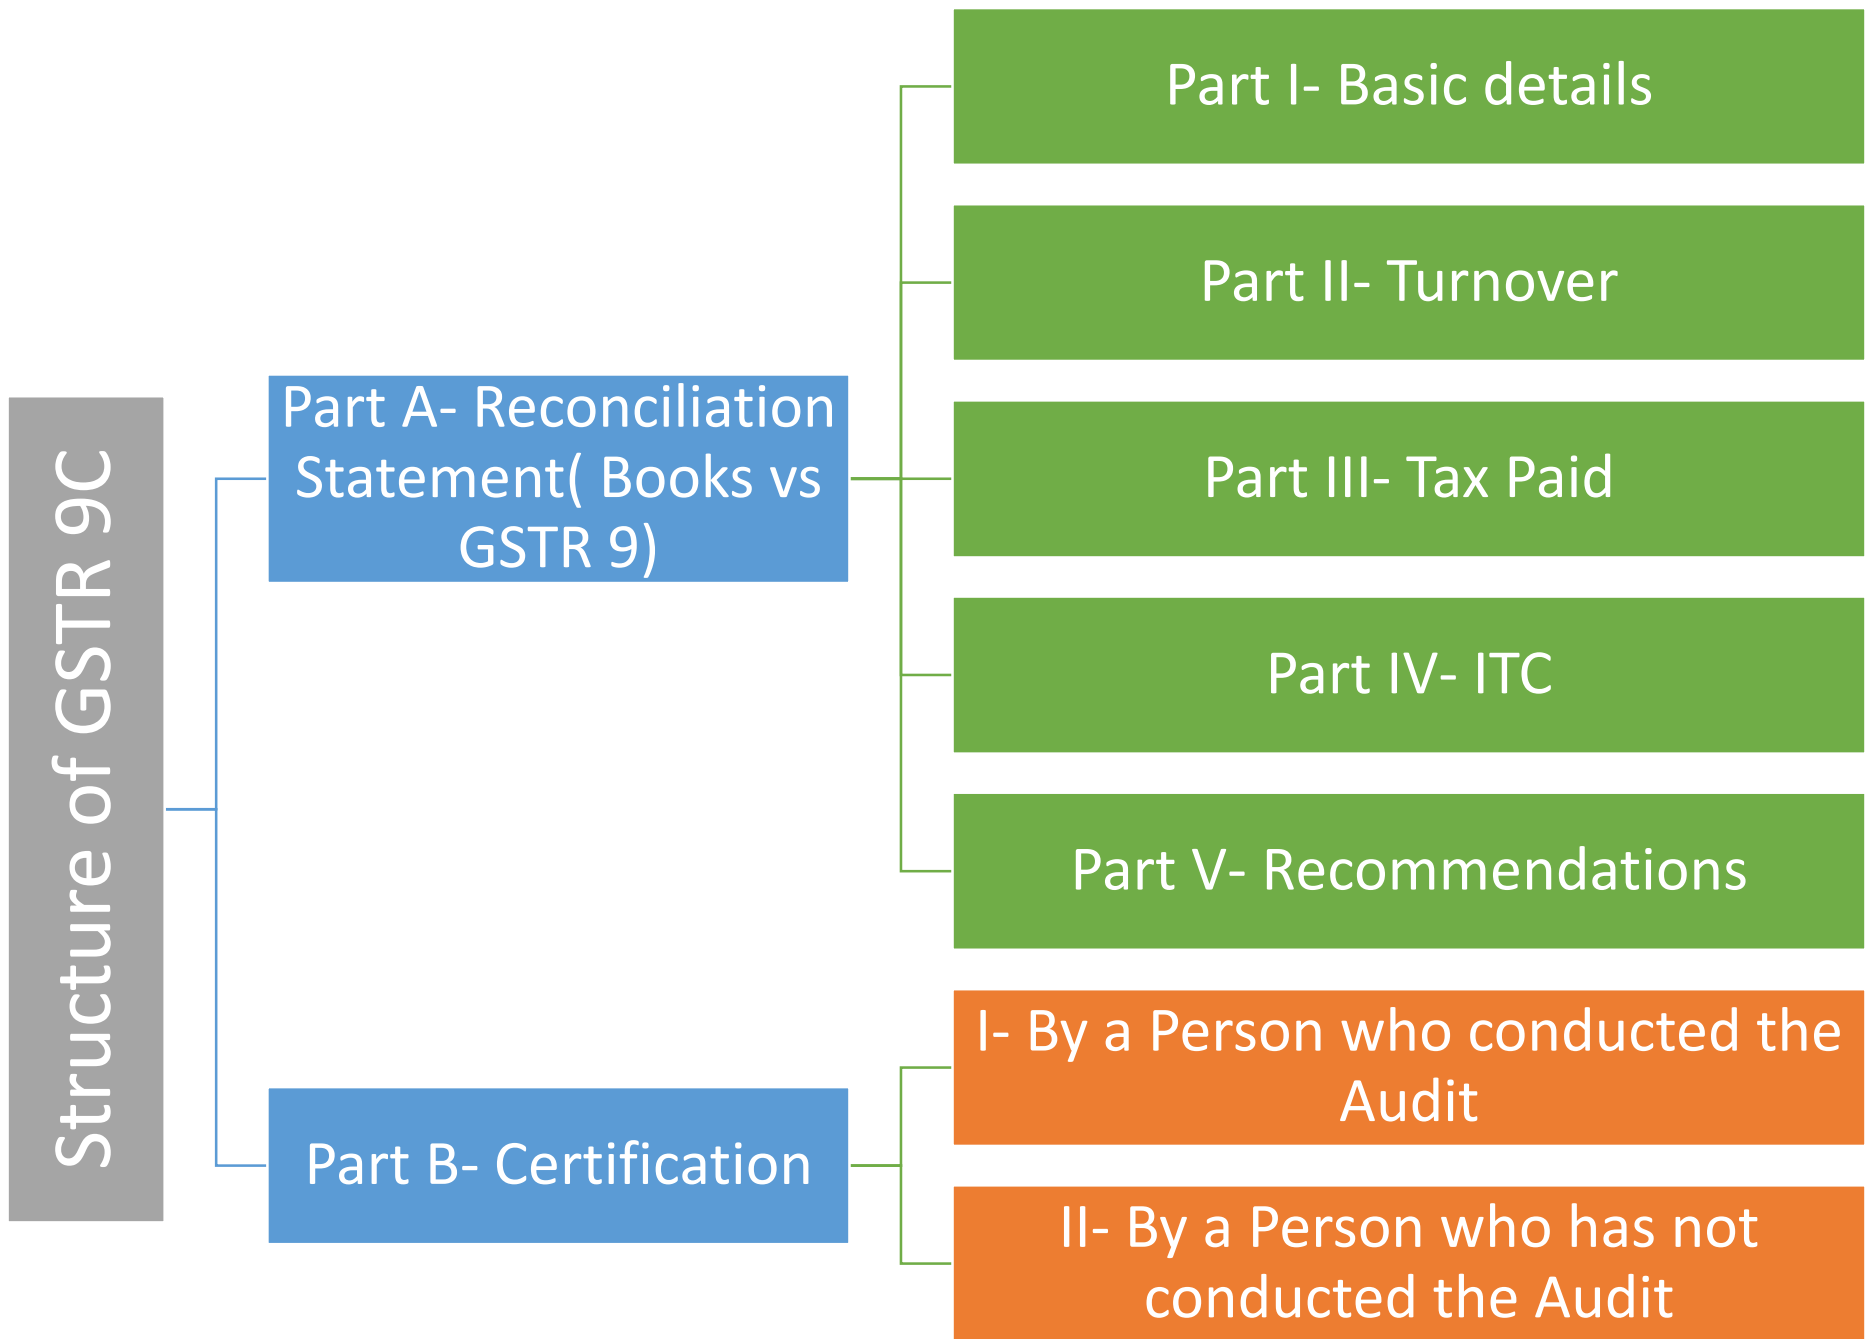 Structure of GSTR 9C
Part A- Reconciliation
Statement( Books vs
GSTR 9)
Part I- Basic details
Part II- Turnover
Part III- Tax Paid
Part IV- ITC
Part V- Recommendations
Part B- Certification
I- By a Person who conducted the
Audit
II- By a Person who has not
conducted the Audit